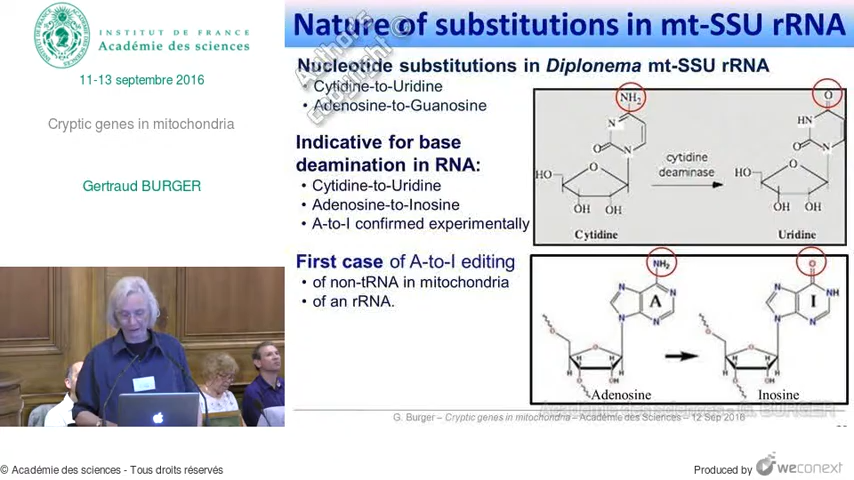 INSTITUT DE FRANCE
Académie des sciences
11-13 septembre 2016
Cryptic genes in mitochondria
Gertraud BURGER
Nature of substitutions in mt-SSU rRNA
Author's
copyright ©
Nucleotide substitutions in Diplonema mt-SSU rRNA
• Cytidine-to-Uridine
• Adenosine-to-Guanosine
Indicative for base
deamination in RNA:
• Cytidine-to-Uridine
• Adenosine-to-Inosine
• A-to-I confirmed experimentally
First case of A-to-I editing
• of non-tRNA in mitochondria
• of an rRNA.
NH₂
N
O
N
HO
O
OH
OH
Cytidine
cytidine
deaminase
O
HN
O
N
HO
O
OH
OH
Uridine
NH₂
N
N
A
N
N
O
O
O
OH
Adenosine
O
N
NH
I
N
N
O
O
O
OH
Inosine
G. Burger – Cryptic genes in mitochondria – Académie des Sciences – 12 Sep 2016
© Académie des sciences - Tous droits réservés
Produced by weconext